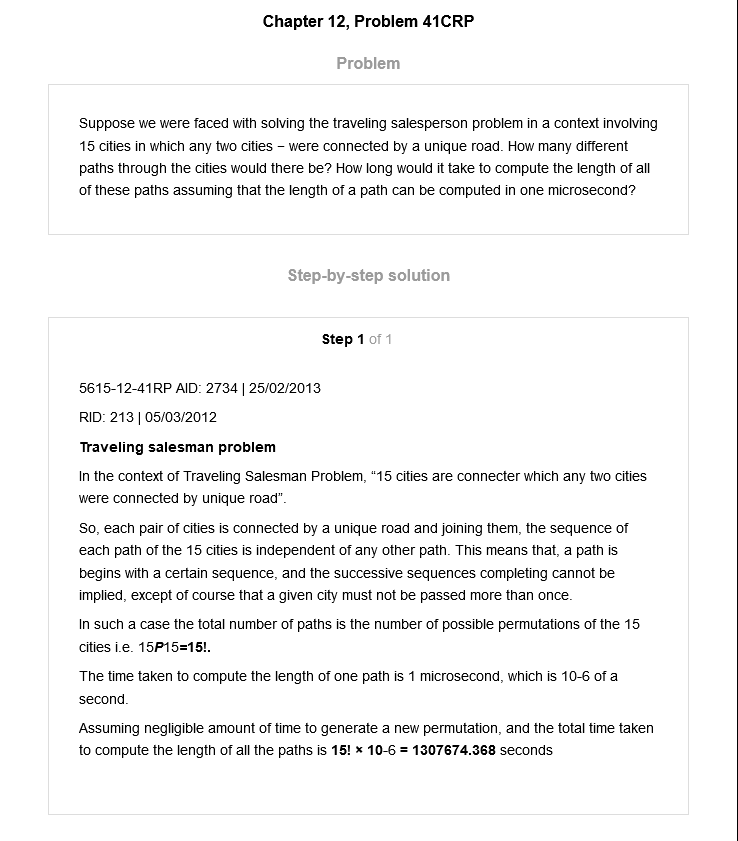 Chapter 12, Problem 41CRP
Problem
Suppose we were faced with solving the traveling salesperson problem in a context involving
15 cities in which any two cities − were connected by a unique road. How many different
paths through the cities would there be? How long would it take to compute the length of all
of these paths assuming that the length of a path can be computed in one microsecond?
Step-by-step solution
Step 1 of 1
5615-12-41RP AID: 2734 | 25/02/2013
RID: 213 | 05/03/2012
Traveling salesman problem
In the context of Traveling Salesman Problem, “15 cities are connecter which any two cities
were connected by unique road”.
So, each pair of cities is connected by a unique road and joining them, the sequence of
each path of the 15 cities is independent of any other path. This means that, a path is
begins with a certain sequence, and the successive sequences completing cannot be
implied, except of course that a given city must not be passed more than once.
In such a case the total number of paths is the number of possible permutations of the 15
cities i.e. 15P15=15!.
The time taken to compute the length of one path is 1 microsecond, which is 10-6 of a
second.
Assuming negligible amount of time to generate a new permutation, and the total time taken
to compute the length of all the paths is 15! × 10-6 = 1307674.368 seconds